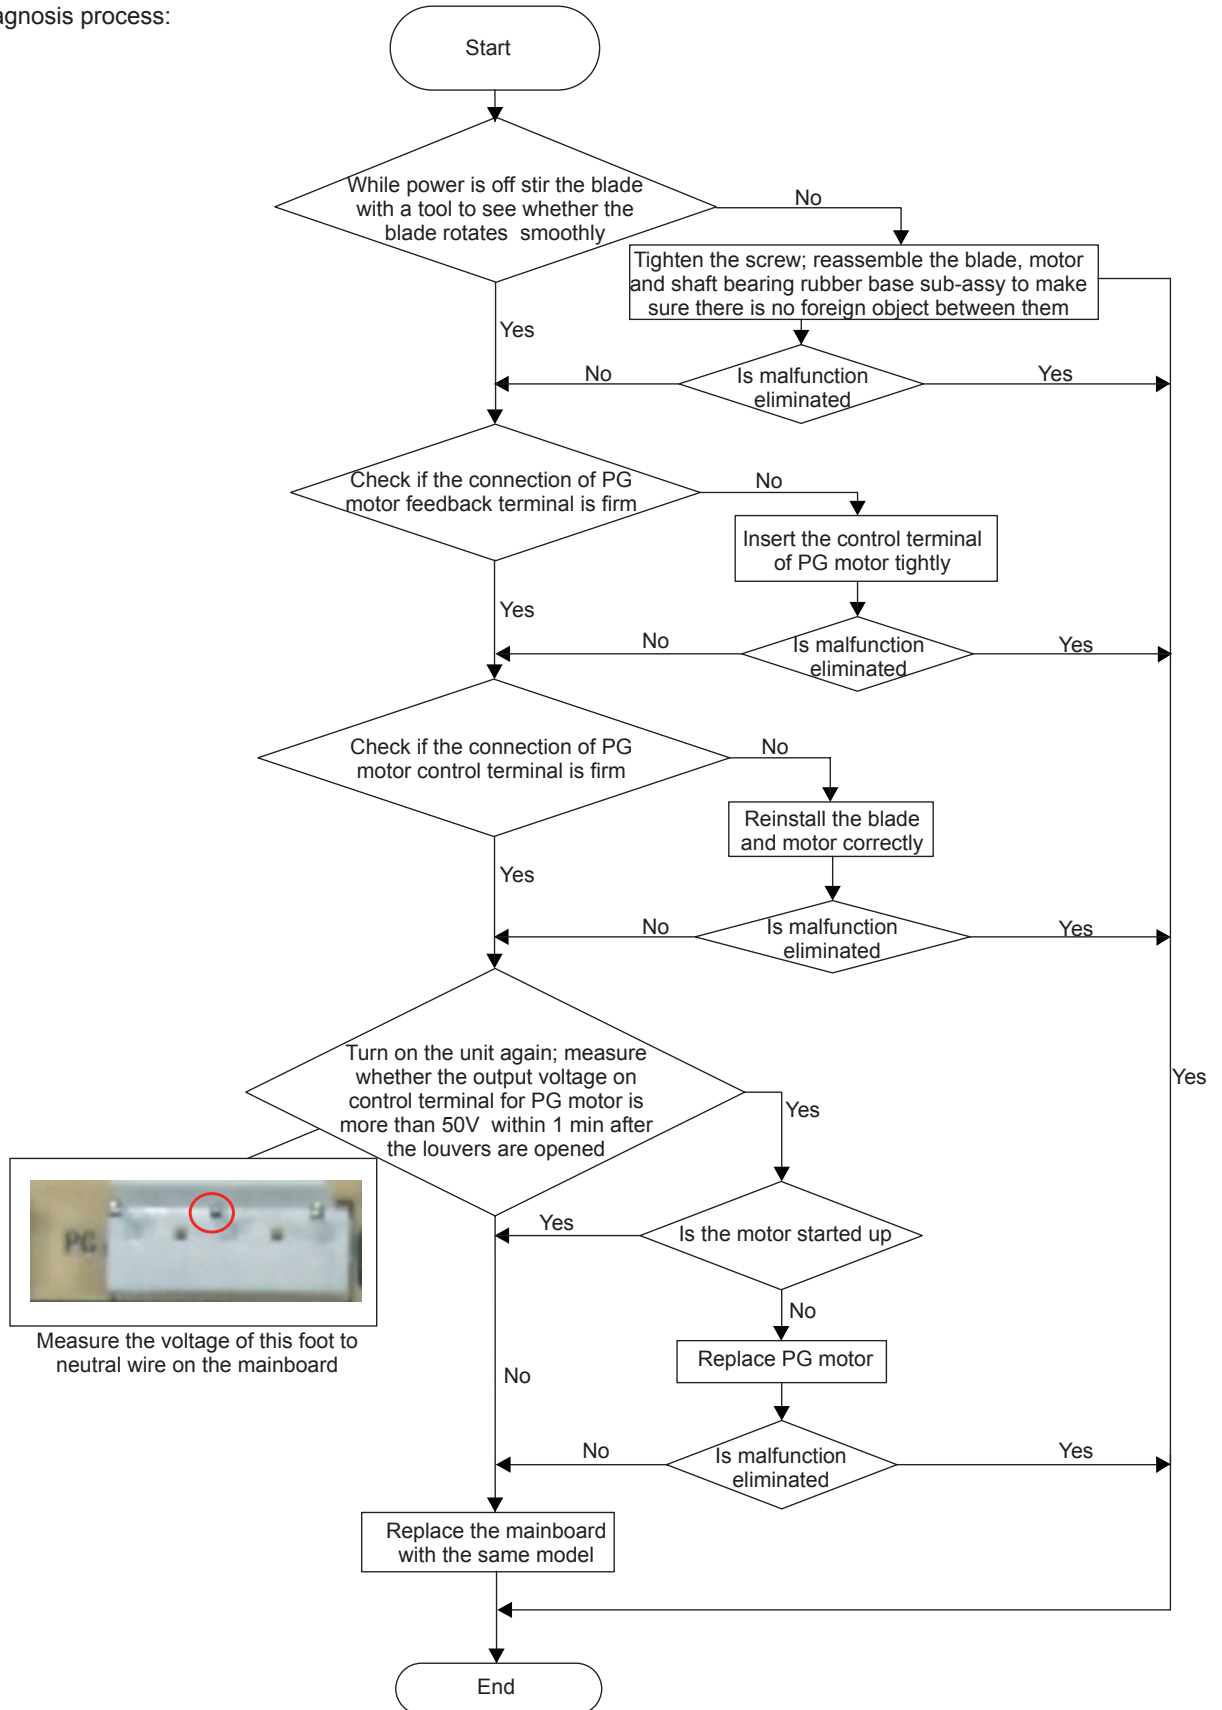 agnosis process:
Start
While power is off stir the blade
with a tool to see whether the
blade rotates smoothly
No
Tighten the screw; reassemble the blade, motor
and shaft bearing rubber base sub-assy to make
sure there is no foreign object between them
Yes
No
Is malfunction
eliminated
Yes
Check if the connection of PG
motor feedback terminal is firm
No
Insert the control terminal
of PG motor tightly
Yes
No
Is malfunction
eliminated
Yes
Check if the connection of PG
motor control terminal is firm
No
Reinstall the blade
and motor correctly
Yes
No
Is malfunction
eliminated
Yes
Turn on the unit again; measure
whether the output voltage on
control terminal for PG motor is
more than 50V within 1 min after
the louvers are opened
Yes
Yes
PG
Yes
Is the motor started up
No
Measure the voltage of this foot to
neutral wire on the mainboard
Replace PG motor
No
No
Is malfunction
eliminated
Yes
Replace the mainboard
with the same model
End